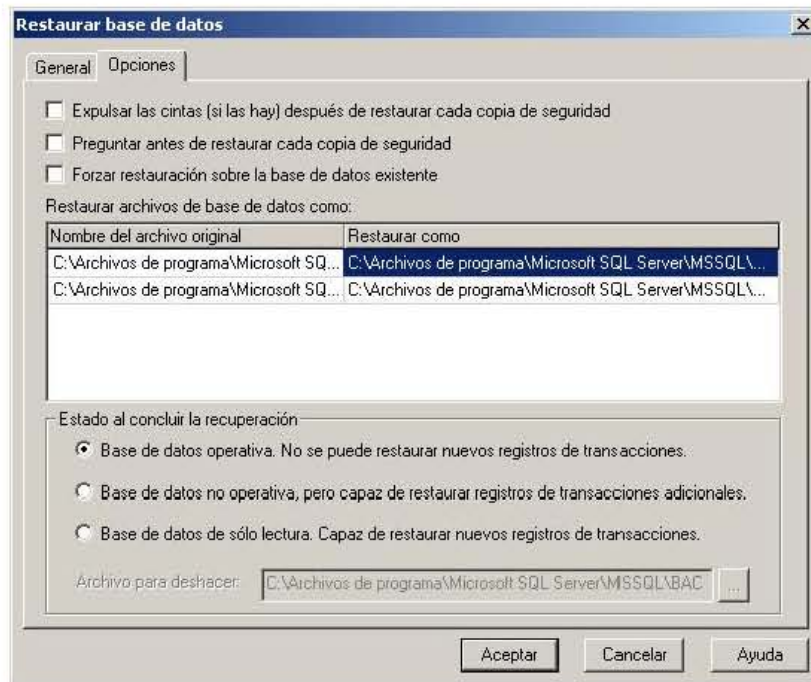 Restaurar base de datos
General Opciones
Expulsar las cintas (si las hay) después de restaurar cada copia de seguridad
Preguntar antes de restaurar cada copia de seguridad
Forzar restauración sobre la base de datos existente
Restaurar archivos de base de datos como:
Nombre del archivo original Restaurar como
C:\Archivos de programa\Microsoft SQ... C:\Archivos de programa\Microsoft SQL Server\MSSQL\...
C:\Archivos de programa\Microsoft SQ... C:\Archivos de programa\Microsoft SQL Server\MSSQL\...
Estado al concluir la recuperación
Base de datos operativa. No se puede restaurar nuevos registros de transacciones.
Base de datos no operativa, pero capaz de restaurar registros de transacciones adicionales.
Base de datos de sólo lectura. Capaz de restaurar nuevos registros de transacciones.
Archivo para deshacer: C:\Archivos de programa\Microsoft SQL Server\MSSQL\BAC ...
Aceptar Cancelar Ayuda